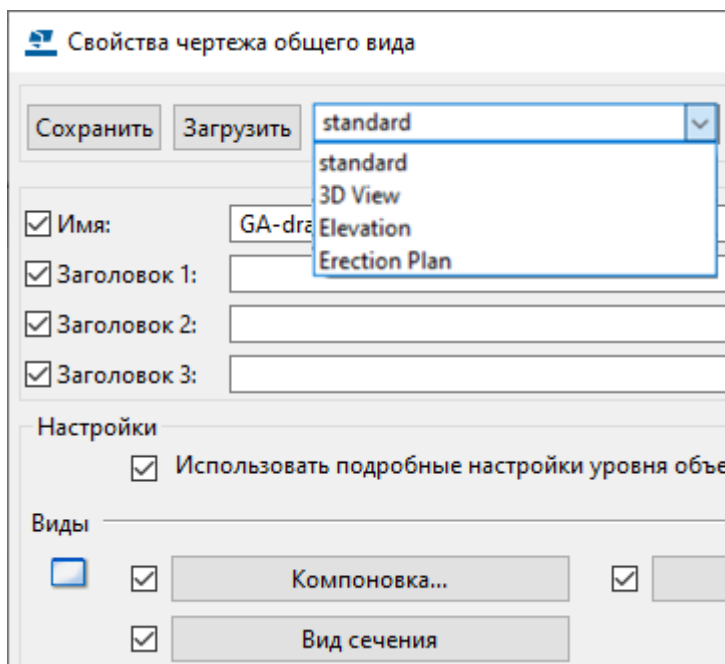 Свойства чертежа общего вида
Сохранить Загрузить standard
standard
3D View
Elevation
Erection Plan
Имя: GA-dra
Заголовок 1:
Заголовок 2:
Заголовок 3:
Настройки
Использовать подробные настройки уровня объе
Виды
Компоновка...
Вид сечения